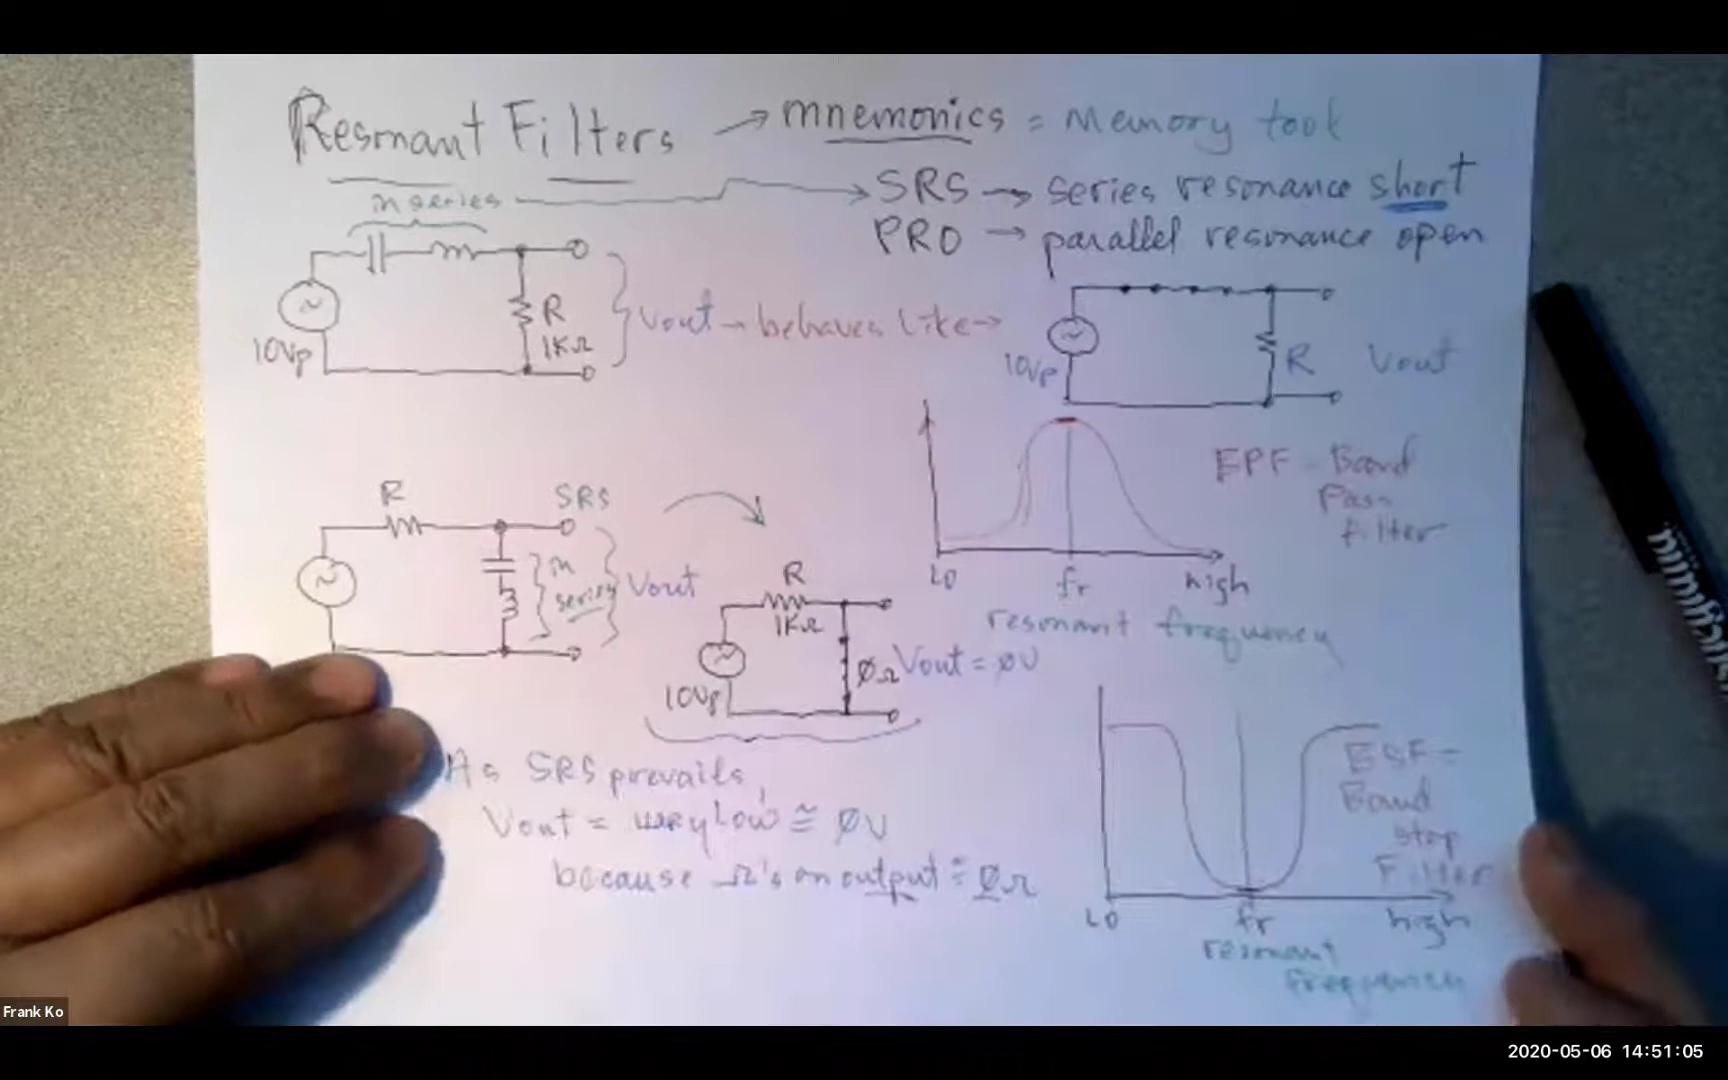 Resonant Filters → mnemonics = Memory tool
in series → SRS → series resonance short
PRO → parallel resonance open
R
1KΩ
10Vp
Vout → behaves like →
10Vp
R
Vout
BPF - Band
Pass
filter
Lo
fr
high
resonant frequency
R
SRS
in
series
Vout
R
1KΩ
10Vp
ØΩ
Vout = ØV
As SRS prevails,
Vout = very low ≅ ØV
because Ω's on output ≅ ØΩ
BSF =
Band
stop
Filter
Lo
fr
high
resonant
frequency
Frank Ko
2020-05-06 14:51:05